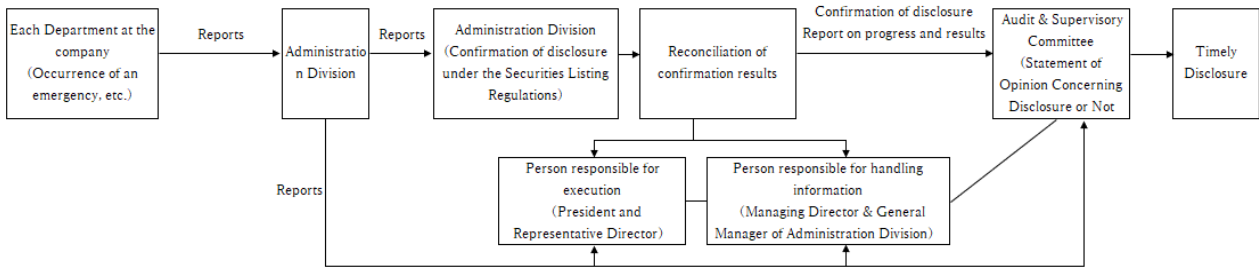 Each Department at the
company
(Occurrence of an
emergency, etc.)
Reports
Administratio
n Division
Reports
Administration Division
(Confirmation of disclosure
under the Securities Listing
Regulations)
Reconciliation of
confirmation results
Confirmation of disclosure
Report on progress and results
Audit & Supervisory
Committee
(Statement of
Opinion Concerning
Disclosure or Not
Timely
Disclosure
Reports
Person responsible for
execution
(President and
Representative Director)
Person responsible for handling
information
(Managing Director & General
Manager of Administration Division)